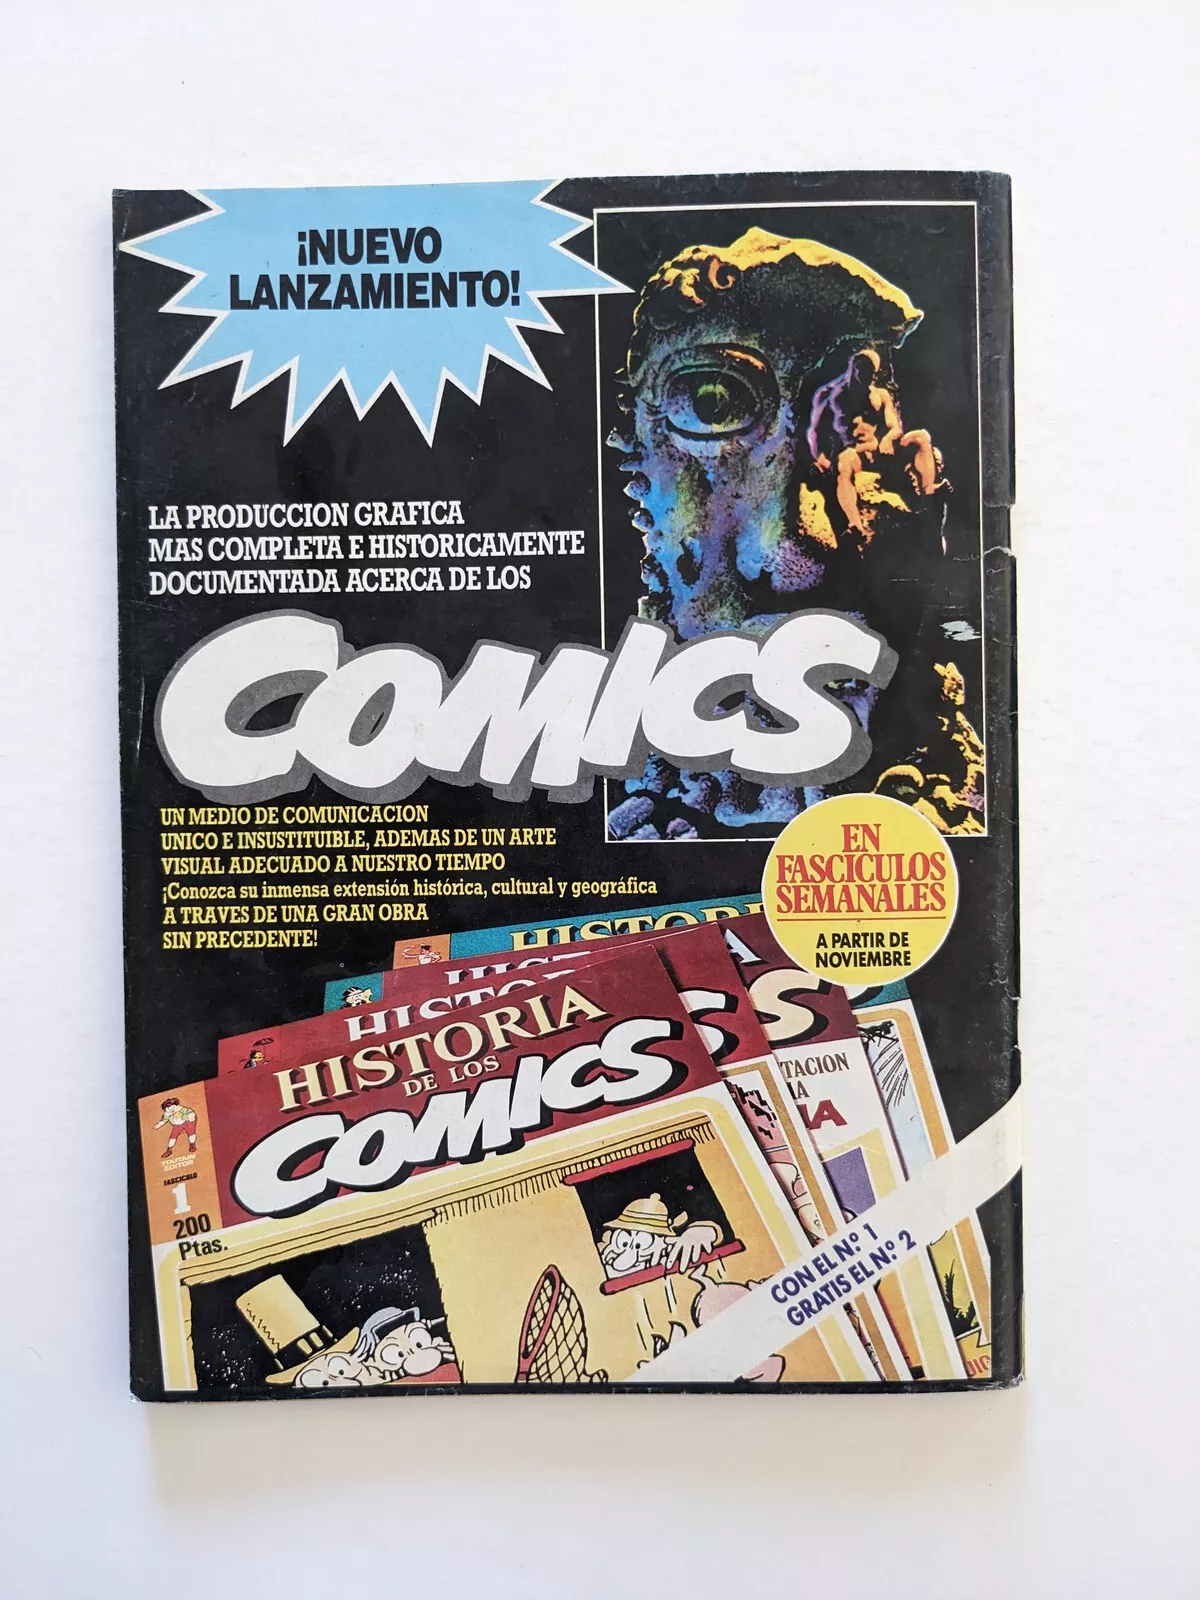 ¡NUEVO
LANZAMIENTO!
LA PRODUCCION GRAFICA
MAS COMPLETA E HISTORICAMENTE
DOCUMENTADA ACERCA DE LOS
COMICS
UN MEDIO DE COMUNICACION
UNICO E INSUSTITUIBLE, ADEMAS DE UN ARTE
VISUAL ADECUADO A NUESTRO TIEMPO
¡Conozca su inmensa extensión histórica, cultural y geográfica
A TRAVES DE UNA GRAN OBRA
SIN PRECEDENTE!
EN
FASCICULOS
SEMANALES
A PARTIR DE
NOVIEMBRE
HISTORIA
DE LOS
COMICS
TOUTAIN
EDITOR
FASCICULO
1
200
Ptas.
CON EL N.º 1
GRATIS EL N.º 2